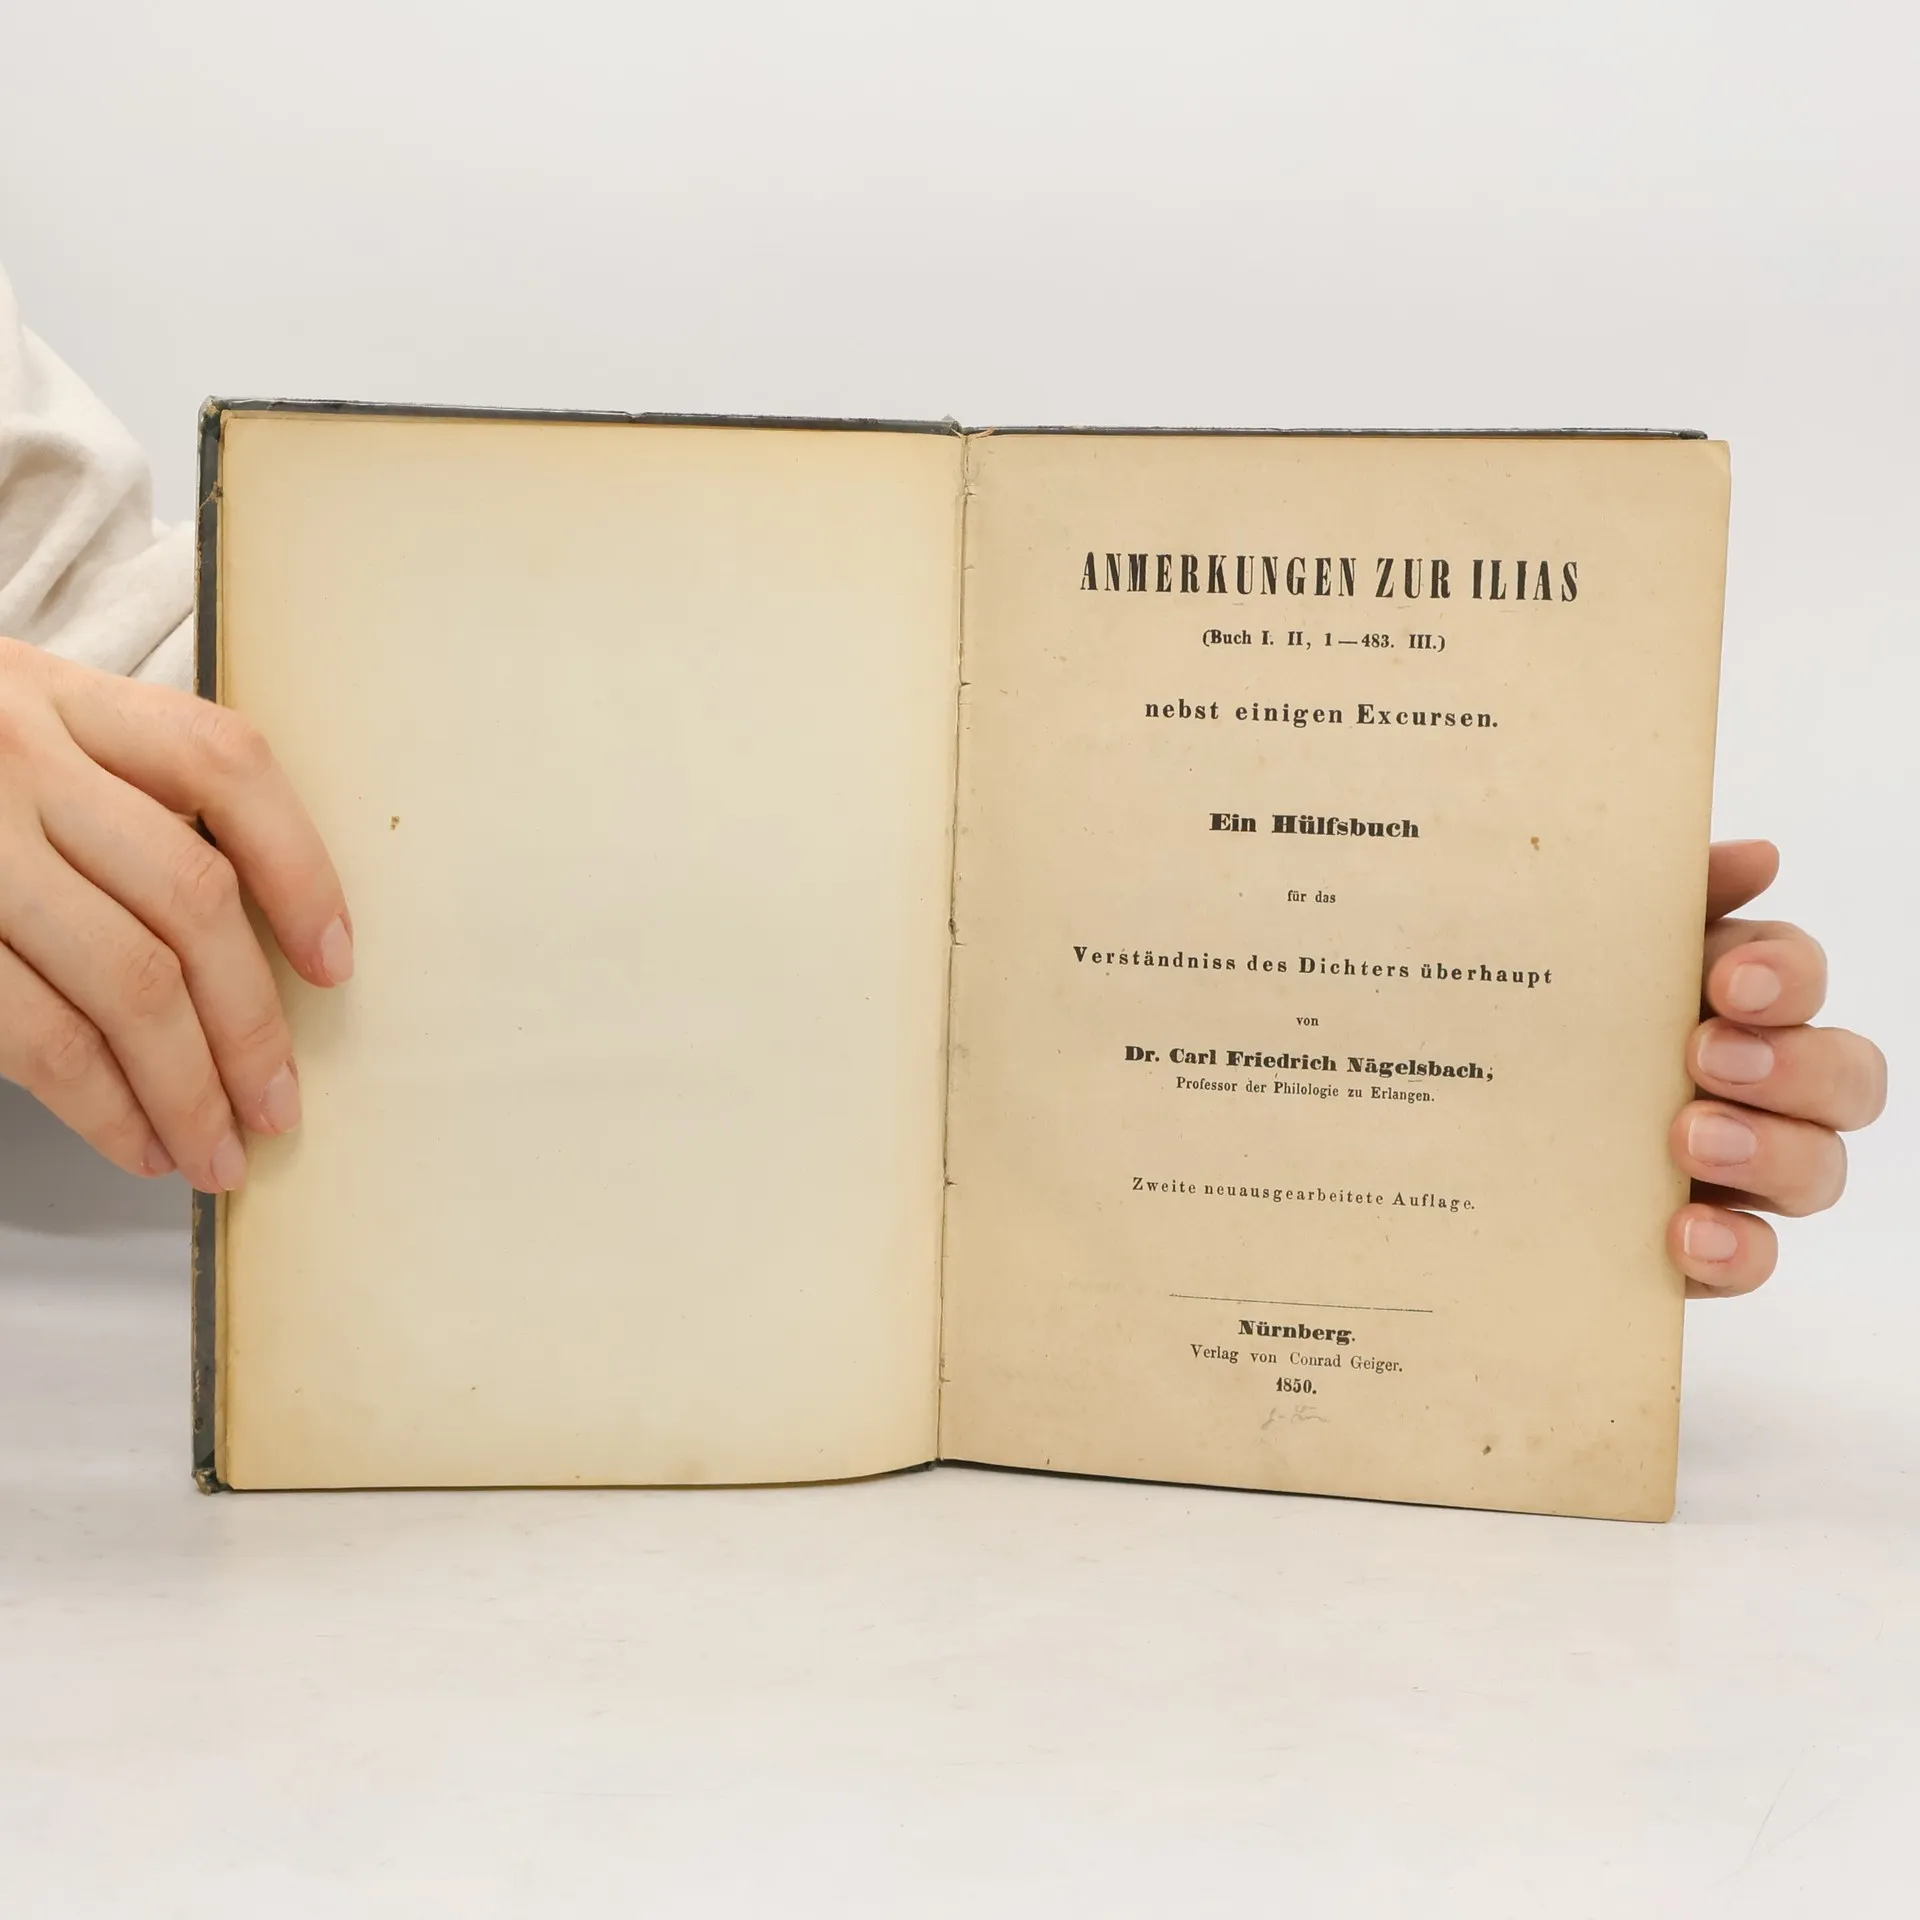 ANMERKUNGEN ZUR ILIAS
(Buch I. II, 1—483. III.)
nebst einigen Excursen.
Ein Hülfsbuch
für das
Verständniss des Dichters überhaupt
von
Dr. Carl Friedrich Nägelsbach,
Professor der Philologie zu Erlangen.
Zweite neuausgearbeitete Auflage.
Nürnberg.
Verlag von Conrad Geiger.
1850.